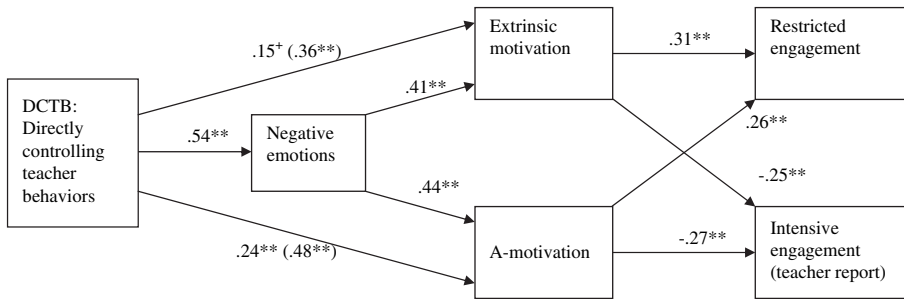 Extrinsic
motivation
Restricted
engagement
.15+ (.36**)
.31**
DCTB:
Directly
controlling
teacher
behaviors
.41**
.54**
Negative
emotions
.26**
.44**
-.25**
.24** (.48**)
A-motivation
-.27**
Intensive
engagement
(teacher report)